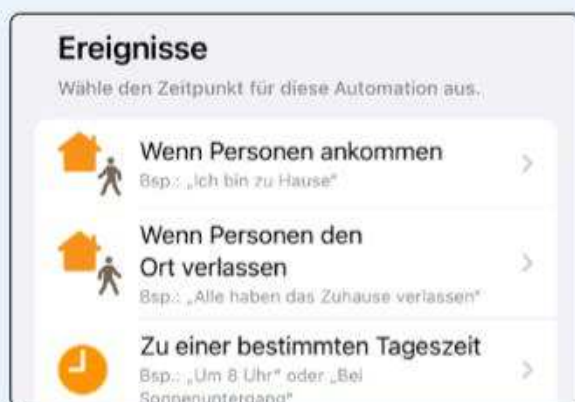 Ereignisse
Wähle den Zeitpunkt für diese Automation aus.
Wenn Personen ankommen
Bsp.: „Ich bin zu Hause“
Wenn Personen den
Ort verlassen
Bsp.: „Alle haben das Zuhause verlassen“
Zu einer bestimmten Tageszeit
Bsp.: „Um 8 Uhr“ oder „Bei
Sonnenuntergang“